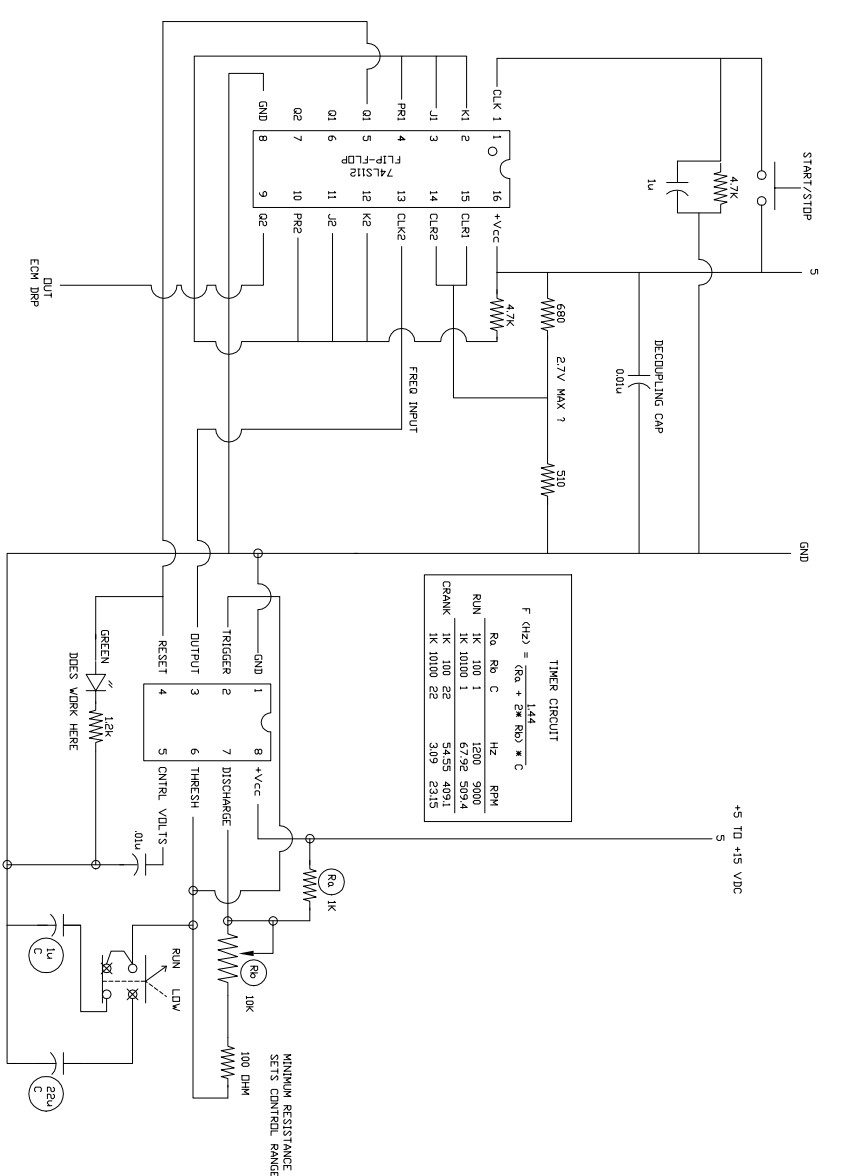 START/STOP
4.7K
1u
5
DECOUPLING CAP
0.01u
680
2.7V MAX ?
510
4.7K
GND
CLK 1
K1
J1
PR1
Q1
Q1
Q2
GND
1
2
3
4
5
6
7
8
74LS112
FLIP-FLOP
16
15
14
13
12
11
10
9
+Vcc
CLR1
CLR2
CLK2
K2
J2
PR2
Q2
FREQ INPUT
OUT
ECM DRP
TIMER CIRCUIT
F (Hz) = 1.44
(Ra + 2* Rb) * C
Ra Rb C Hz RPM
RUN 1K 100 1 1200 9000
1K 10100 1 67.92 509.4
CRANK 1K 100 22 54.55 409.1
1K 10100 22 3.09 23.15
+5 TO +15 VDC
5
GND
TRIGGER
OUTPUT
RESET
1
2
3
4
8
7
6
5
+Vcc
DISCHARGE
THRESH
CNTRL VOLTS
GREEN
1.2k
DOES WORK HERE
.01u
Ra
1K
Rb
10K
100 OHM
MINIMUM RESISTANCE
SETS CONTROL RANGE
RUN
LOW
1u
C
22u
C